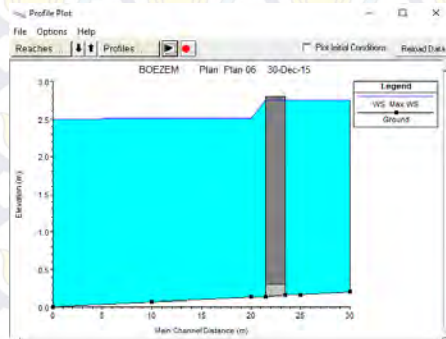 Profile Plot
File Options Help
Reaches ... Profiles ... Plot Initial Conditions Reload Data
BOEZEM Plan: Plan 06 30-Dec-15
Legend
WS Max WS
Ground
Elevation (m)
3.0
2.5
2.0
1.5
1.0
0.5
0.0
0 5 10 15 20 25 30
Main Channel Distance (m)